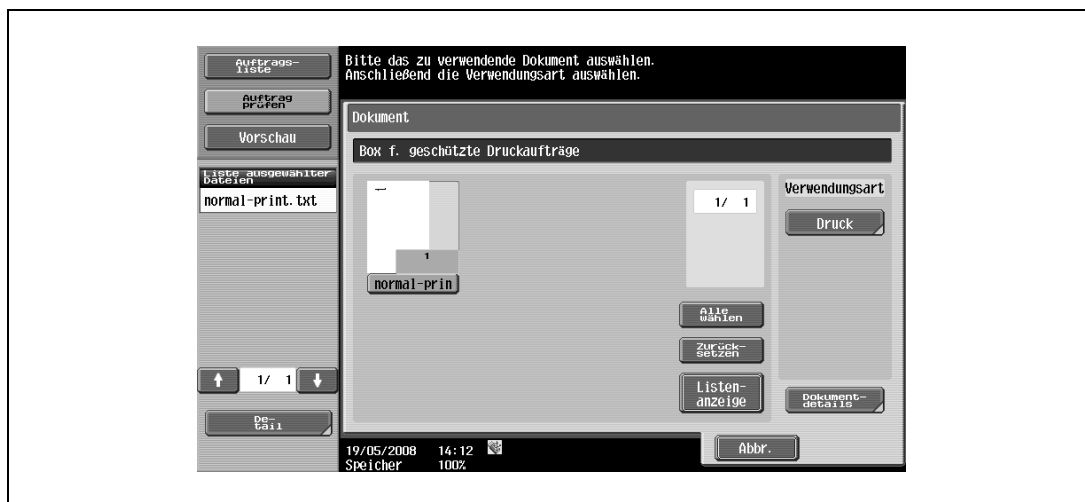 Auftrags-
liste
Auftrag
prüfen
Vorschau
Liste ausgewählter
Dateien
normal-print.txt
1/ 1
De-
tail
Bitte das zu verwendende Dokument auswählen.
Anschließend die Verwendungsart auswählen.
Dokument
Box f. geschützte Druckaufträge
1
1
normal-prin
1/ 1
Alle
wählen
Zurück-
setzen
Listen-
anzeige
Verwendungsart
Druck
Dokument-
details
Abbr.
19/05/2008 14:12
Speicher 100%